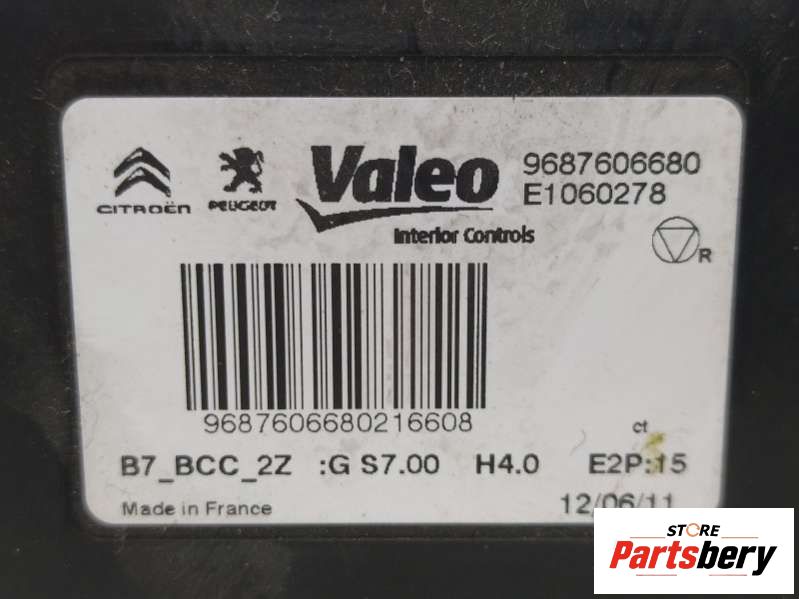 CITROËN
PEUGEOT
Valeo
Interior Controls
9687606680
E1060278
R
9687606680216608
ct
B7_BCC_2Z :G S7.00 H4.0 E2P:15
Made in France
12/06/11
STORE
Partsbery